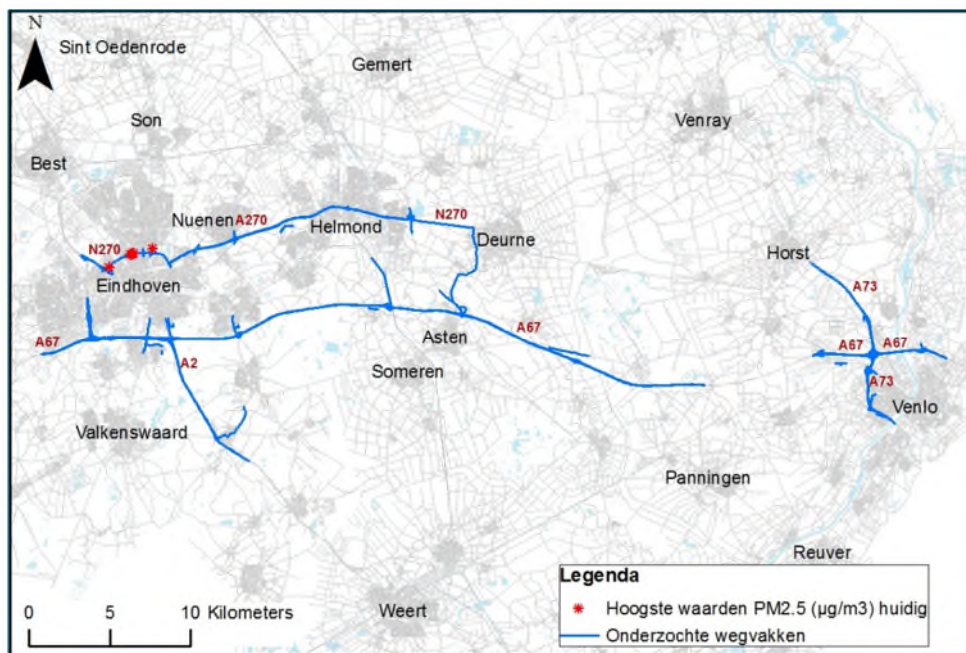 N
Sint Oedenrode
Gemert
Son
Venray
Best
Nuenen
A270
N270
Helmond
Deurne
N270
Horst
Eindhoven
A73
A67
A67
A67
A67
Asten
A2
Someren
A73
Venlo
Valkenswaard
Panningen
Reuver
Weert
0 5 10 Kilometers
Legenda
Hoogste waarden PM2.5 (µg/m3) huidig
Onderzochte wegvakken